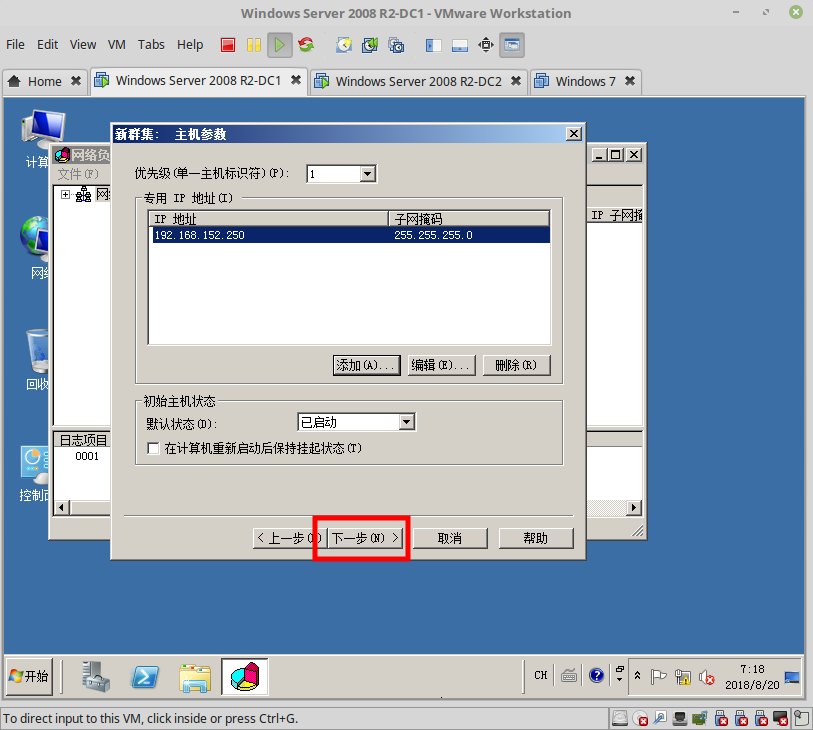 Windows Server 2008 R2-DC1 - VMware Workstation
File Edit View VM Tabs Help
Home Windows Server 2008 R2-DC1 Windows Server 2008 R2-DC2 Windows 7
计算
网络
回收
控制面
网络负
文件(F)
网
IP 子网掩
日志项目
0001
新群集: 主机参数
优先级(单一主机标识符)(P): 1
专用 IP 地址(I)
IP 地址 子网掩码
192.168.152.250 255.255.255.0
添加(A)... 编辑(E)... 删除(R)
初始主机状态
默认状态(D): 已启动
在计算机重新启动后保持挂起状态(T)
< 上一步( 下一步(N) > 取消 帮助
开始 CH 7:18
2018/8/20
To direct input to this VM, click inside or press Ctrl+G.